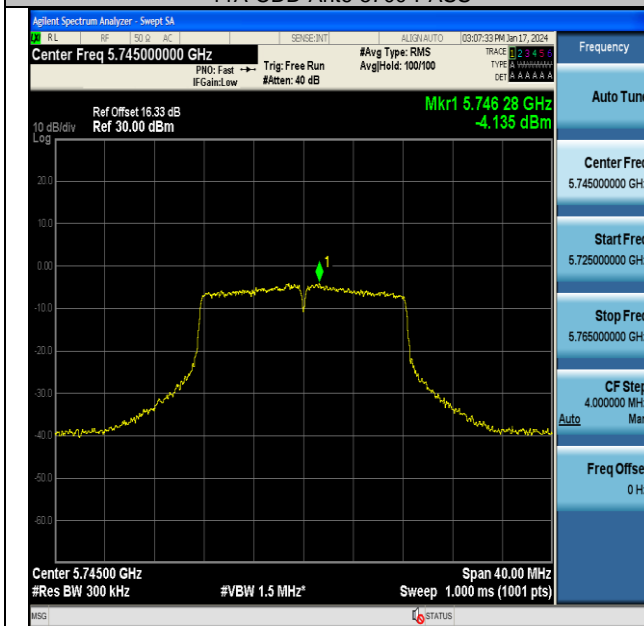 Agilent Spectrum Analyzer - Swept SA
RL RF 50 Ω AC SENSE:INT ALIGN AUTO 03:07:33 PM Jan 17, 2024
Center Freq 5.745000000 GHz
PNO: Fast
IFGain:Low
Trig: Free Run
#Atten: 40 dB
#Avg Type: RMS
Avg|Hold: 100/100
TRACE 1 2 3 4 5 6
TYPE A
DET A A A A A A
Frequency
Auto Tune
Mkr1 5.746 28 GHz
-4.135 dBm
Ref Offset 16.33 dB
10 dB/div Ref 30.00 dBm
Log
20.0
10.0
0.00
-10.0
-20.0
-30.0
-40.0
-50.0
-60.0
1
Center Freq
5.745000000 GHz
Start Freq
5.725000000 GHz
Stop Freq
5.765000000 GHz
CF Step
4.000000 MHz
Auto Man
Freq Offset
0 Hz
Center 5.74500 GHz Span 40.00 MHz
#Res BW 300 kHz #VBW 1.5 MHz* Sweep 1.000 ms (1001 pts)
MSG STATUS